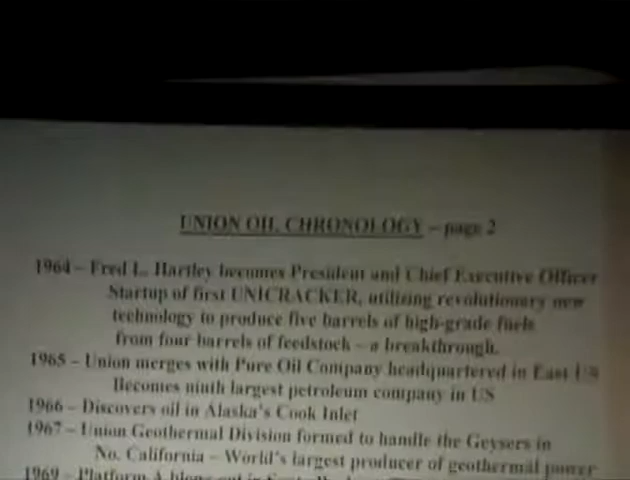 UNION OIL CHRONOLOGY – page 2
1964 – Fred L. Hartley becomes President and Chief Executive Officer
Startup of first UNICRACKER, utilizing revolutionary new
technology to produce five barrels of high-grade fuels
from four barrels of feedstock – a breakthrough.
1965 – Union merges with Pure Oil Company headquartered in East US
Becomes ninth largest petroleum company in US
1966 – Discovers oil in Alaska's Cook Inlet
1967 – Union Geothermal Division formed to handle the Geysers in
No. California – World's largest producer of geothermal power
1969 – Platform A